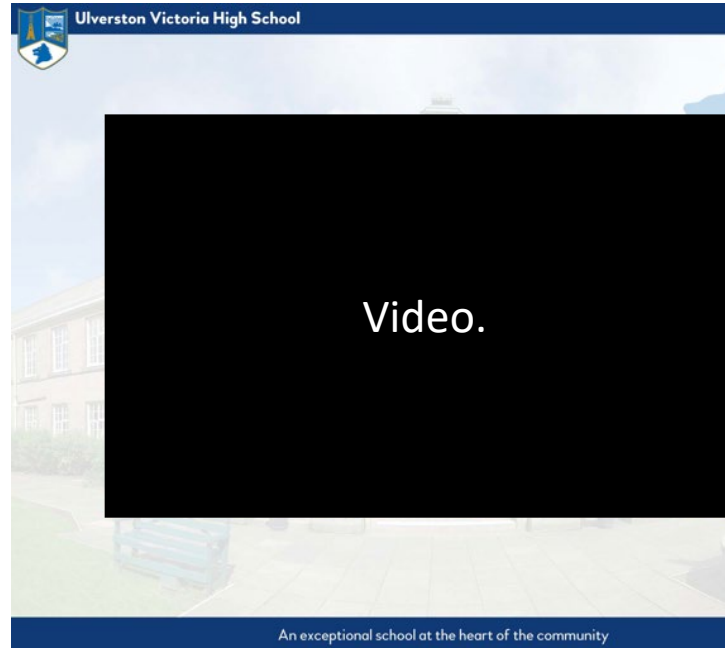 Ulverston Victoria High School
Video.
An exceptional school at the heart of the community